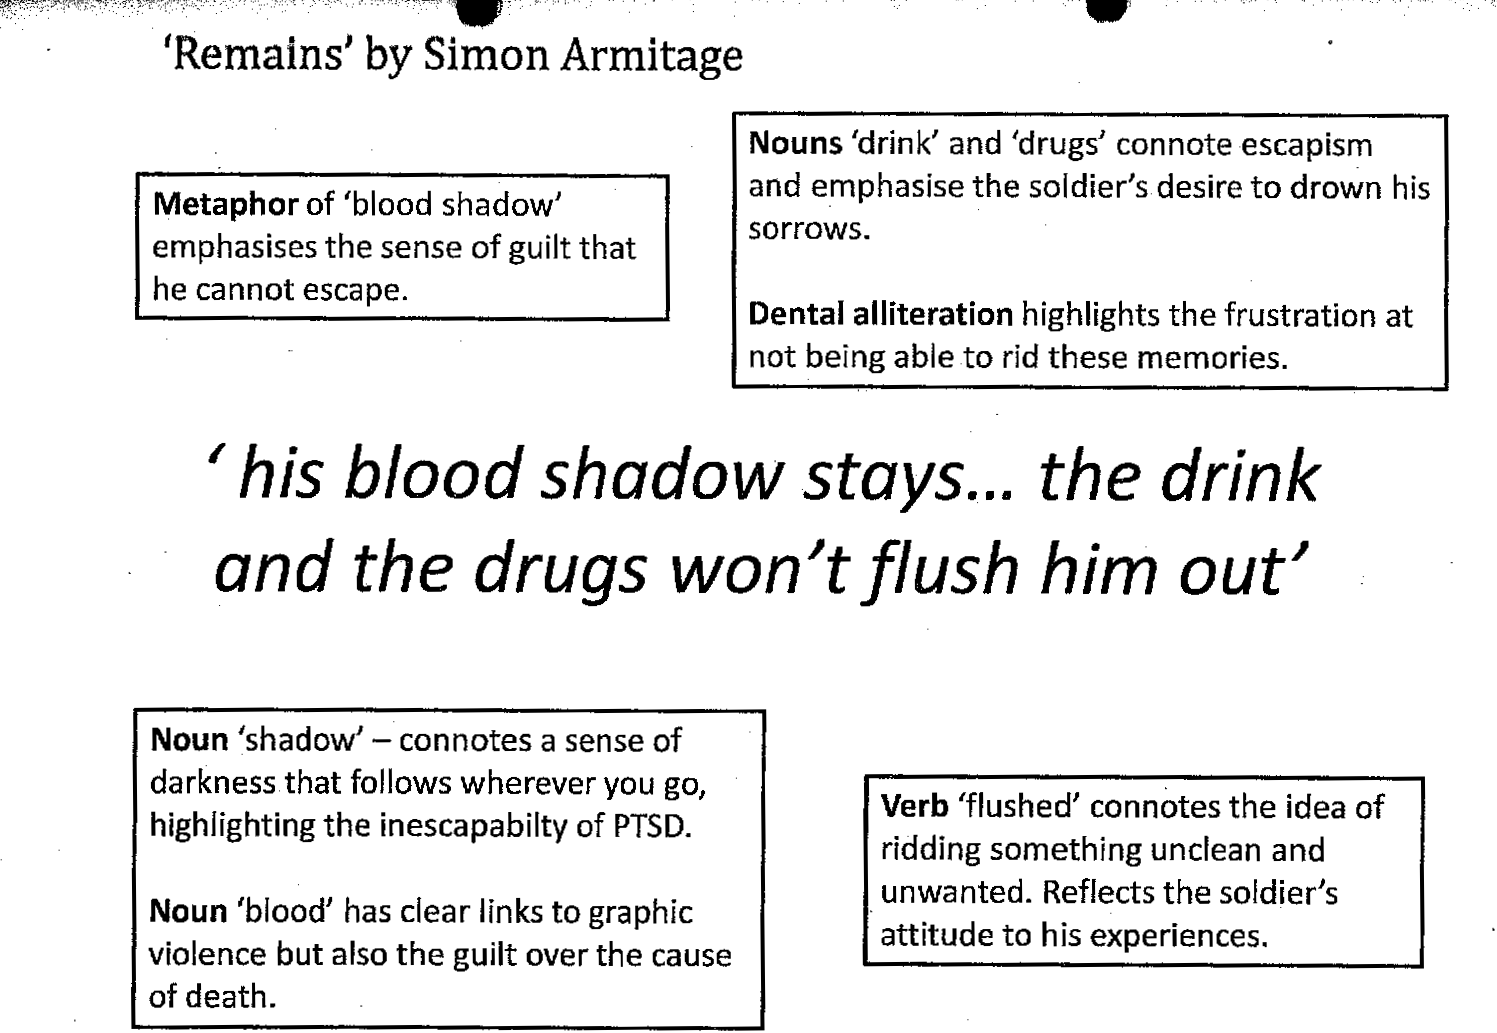 ‘Remains’ by Simon Armitage
Metaphor of ‘blood shadow’
emphasises the sense of guilt that
he cannot escape.
Nouns ‘drink’ and ‘drugs’ connote escapism
and emphasise the soldier’s desire to drown his
sorrows.
Dental alliteration highlights the frustration at
not being able to rid these memories.
‘ his blood shadow stays... the drink
and the drugs won’t flush him out’
Noun ‘shadow’ – connotes a sense of
darkness that follows wherever you go,
highlighting the inescapabilty of PTSD.
Noun ‘blood’ has clear links to graphic
violence but also the guilt over the cause
of death.
Verb ‘flushed’ connotes the idea of
ridding something unclean and
unwanted. Reflects the soldier’s
attitude to his experiences.